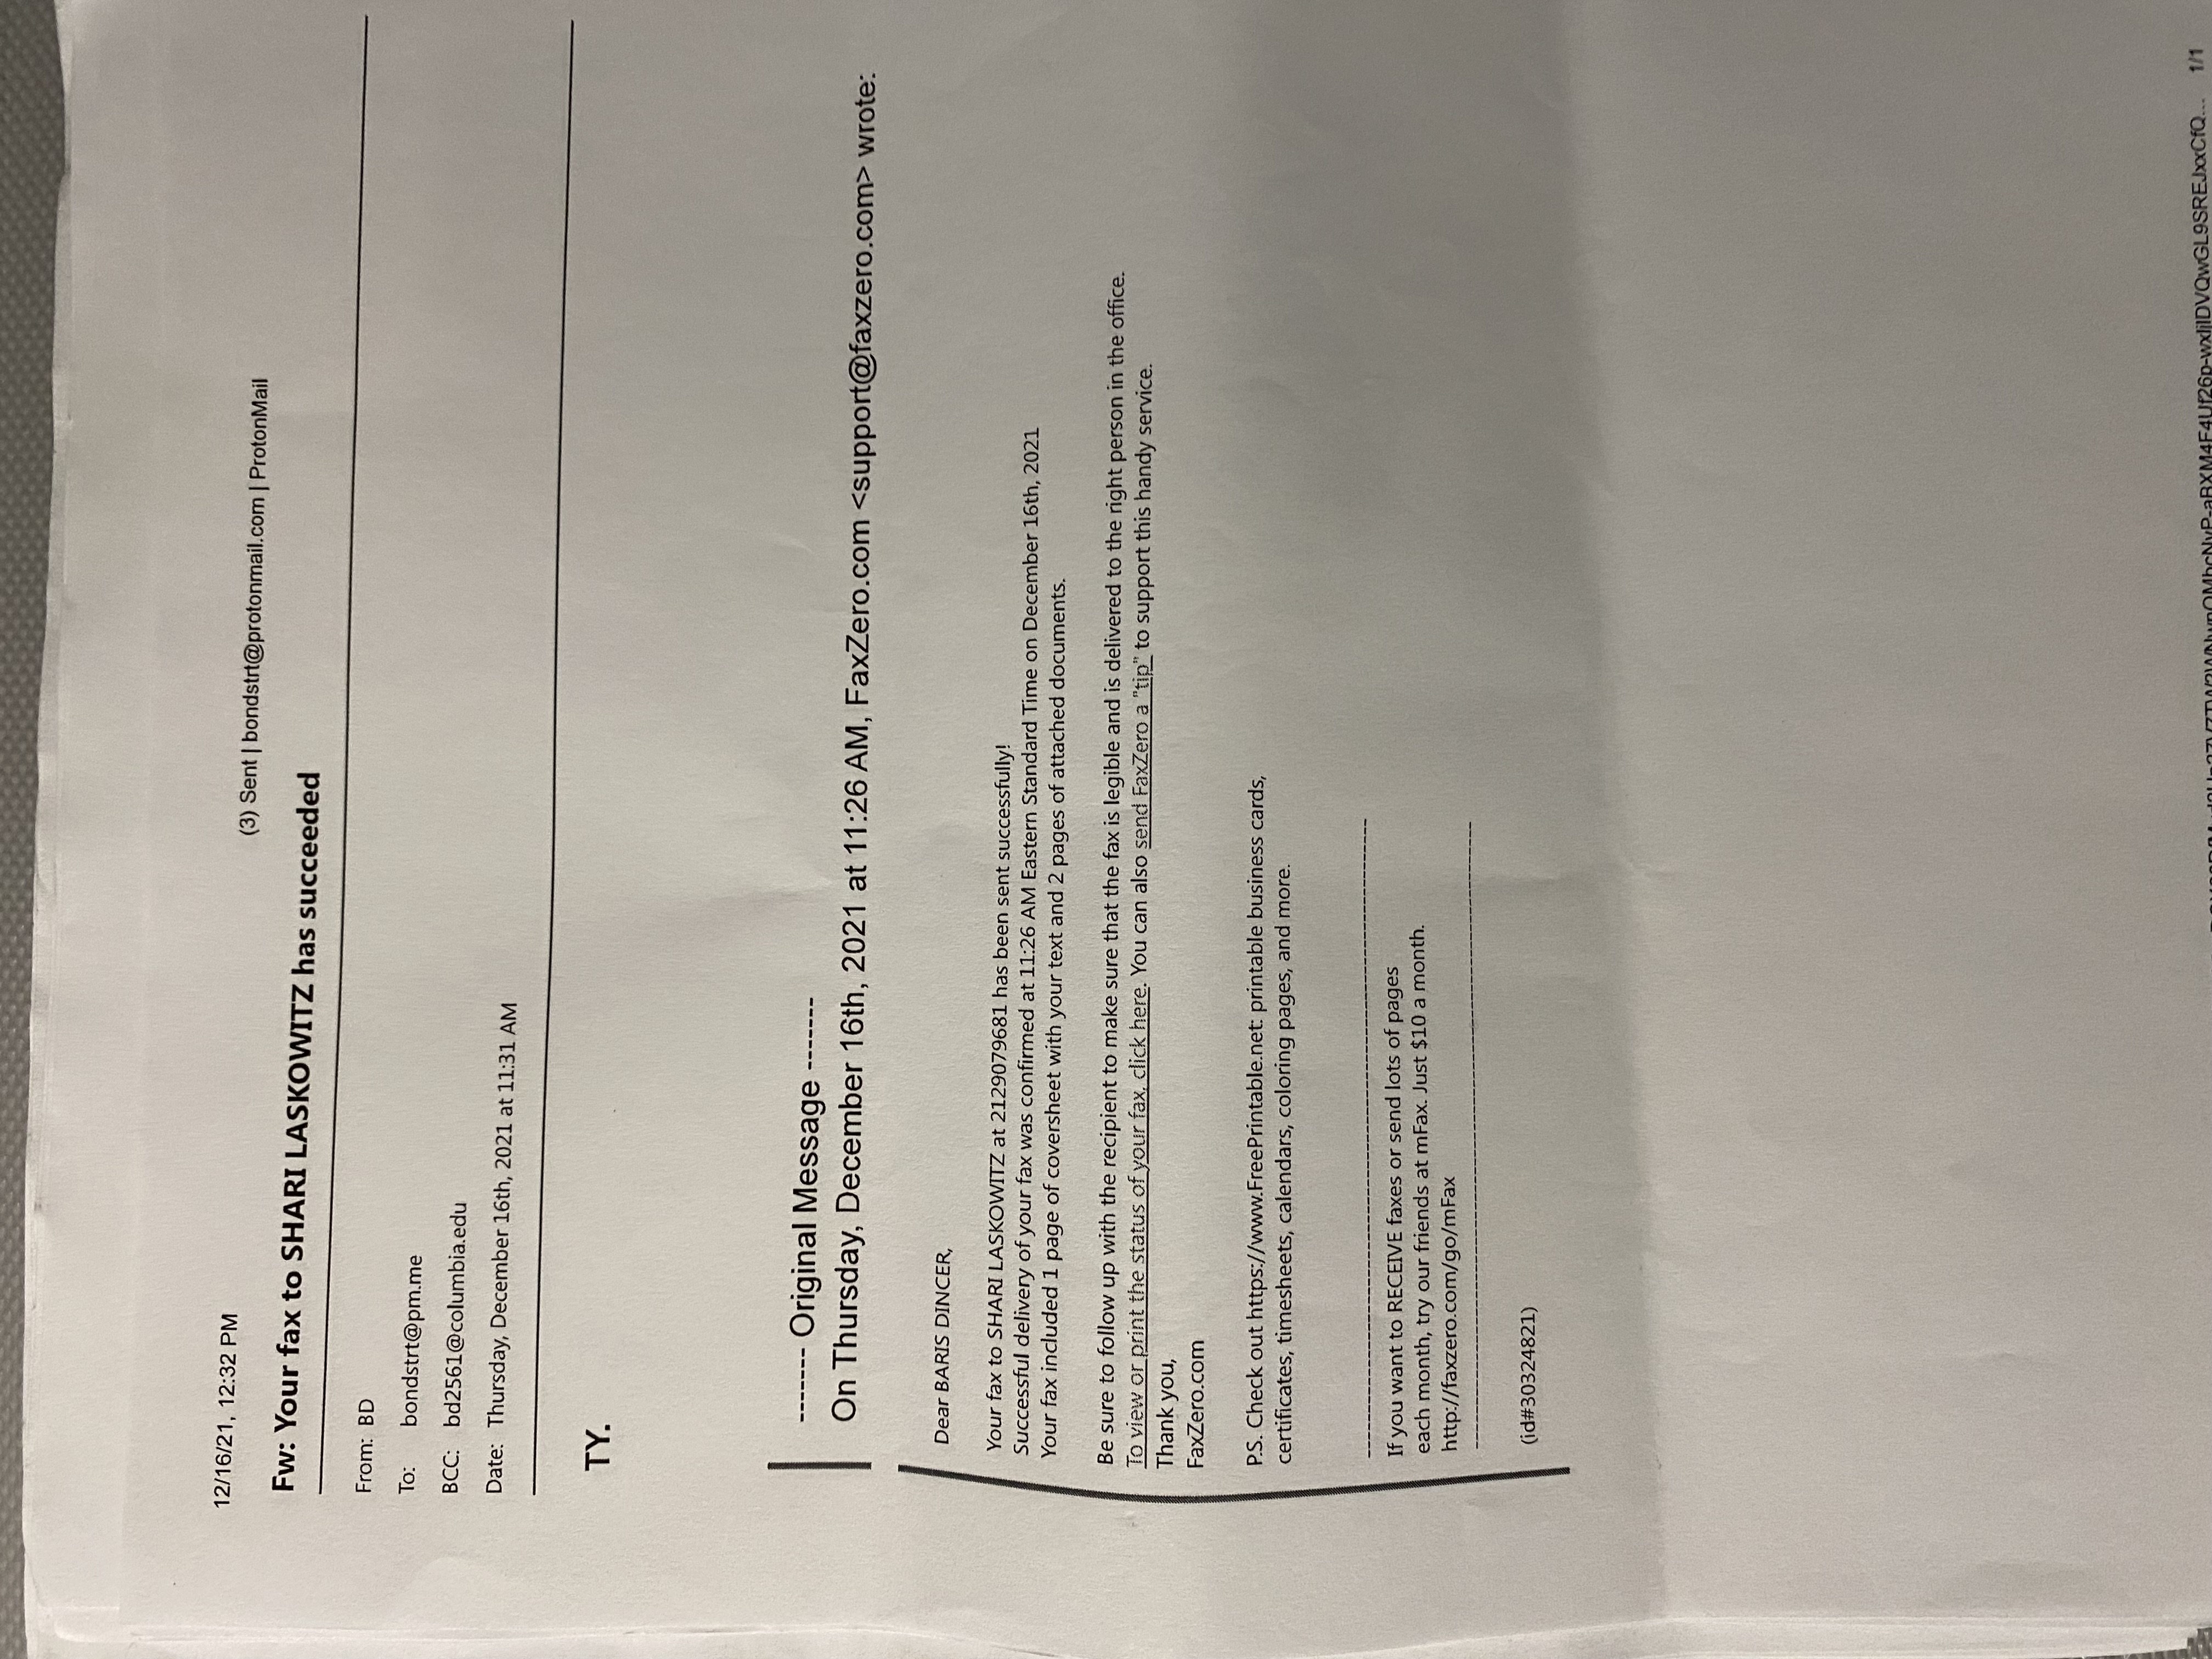 12/16/21, 12:32 PM
(3) Sent | bondstrt@protonmail.com | ProtonMail
Fw: Your fax to SHARI LASKOWITZ has succeeded
From: BD
To: bondstrt@pm.me
BCC: bd2561@columbia.edu
Date: Thursday, December 16th, 2021 at 11:31 AM
TY.
------- Original Message -------
On Thursday, December 16th, 2021 at 11:26 AM, FaxZero.com <support@faxzero.com> wrote:
Dear BARIS DINCER,
Your fax to SHARI LASKOWITZ at 2129079681 has been sent successfully!
Successful delivery of your fax was confirmed at 11:26 AM Eastern Standard Time on December 16th, 2021
Your fax included 1 page of coversheet with your text and 2 pages of attached documents.
Be sure to follow up with the recipient to make sure that the fax is legible and is delivered to the right person in the office.
To view or print the status of your fax, click here. You can also send FaxZero a "tip" to support this handy service.
Thank you,
FaxZero.com
P.S. Check out https://www.FreePrintable.net: printable business cards,
certificates, timesheets, calendars, coloring pages, and more.
If you want to RECEIVE faxes or send lots of pages
each month, try our friends at mFax. Just $10 a month.
http://faxzero.com/go/mFax
(id#30324821)
1/1